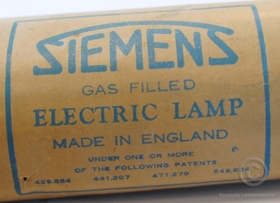 SIEMENS
GAS FILLED
ELECTRIC LAMP
MADE IN ENGLAND
UNDER ONE OR MORE
OF THE FOLLOWING PATENTS
441.207 471.279